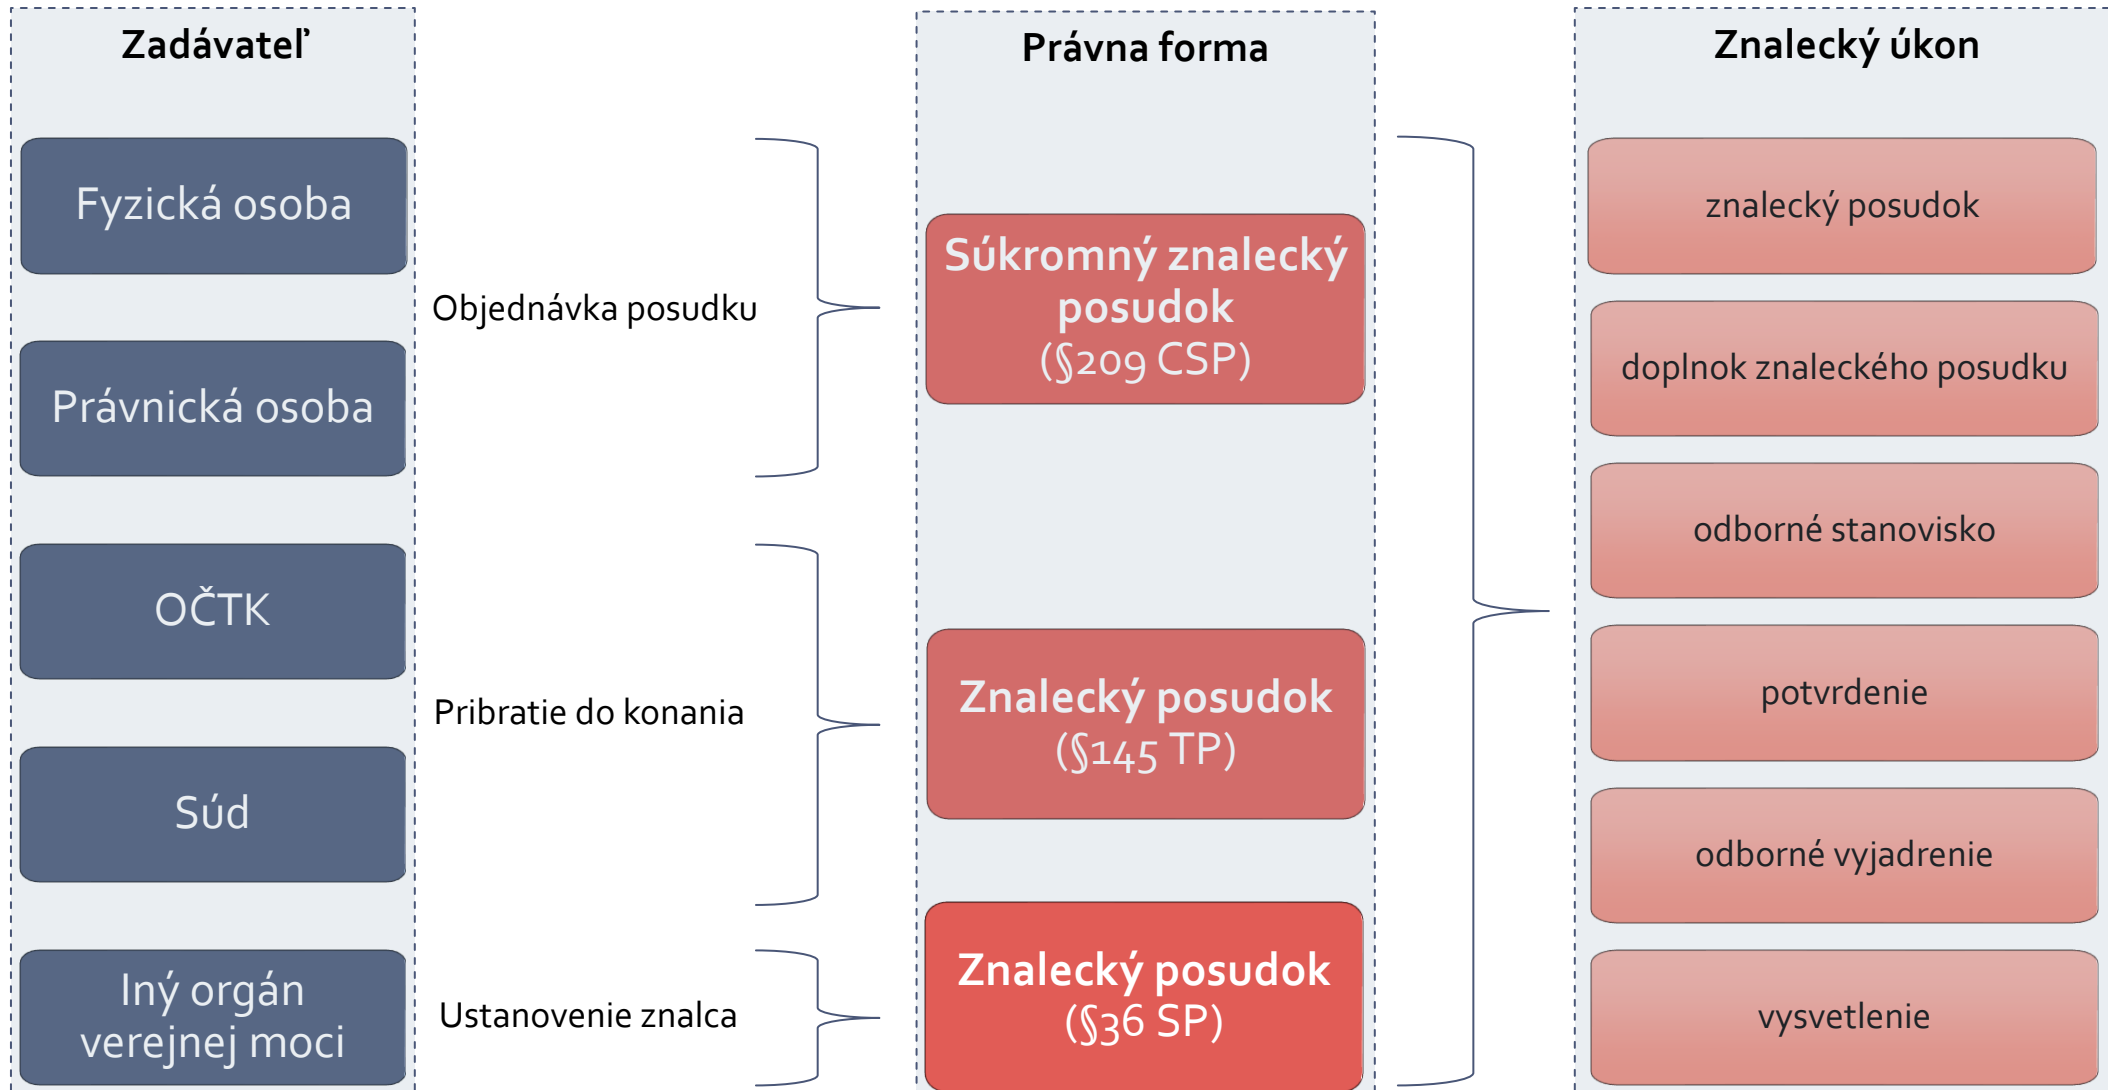 Zadávateľ
Fyzická osoba
Právnická osoba
OČTK
Súd
Iný orgán
verejnej moci
Objednávka posudku
Pribratie do konania
Ustanovenie znalca
Právna forma
Súkromný znalecký
posudok
(§209 CSP)
Znalecký posudok
(§145 TP)
Znalecký posudok
(§36 SP)
Znalecký úkon
znalecký posudok
doplnok znaleckého posudku
odborné stanovisko
potvrdenie
odborné vyjadrenie
vysvetlenie